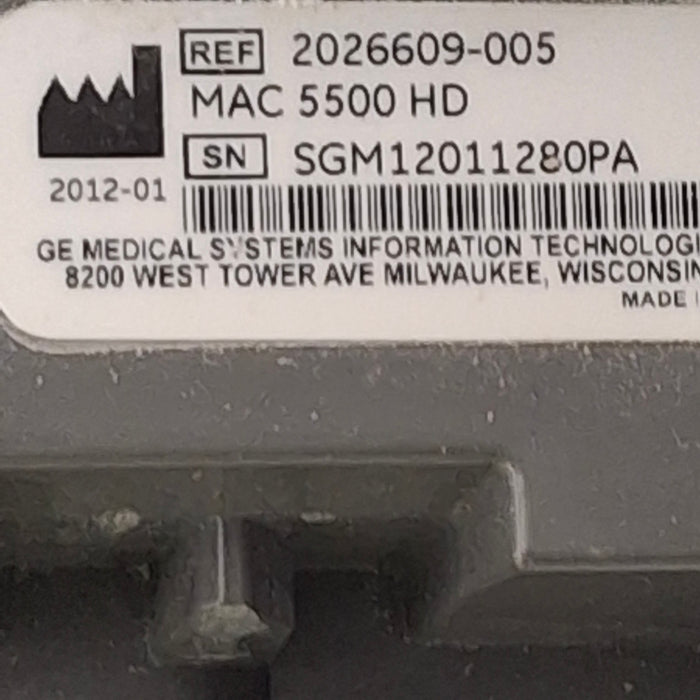 REF 2026609-005
MAC 5500 HD
SN SGM12011280PA
2012-01
GE MEDICAL SYSTEMS INFORMATION TECHNOLOGI
8200 WEST TOWER AVE MILWAUKEE, WISCONSIN
MADE